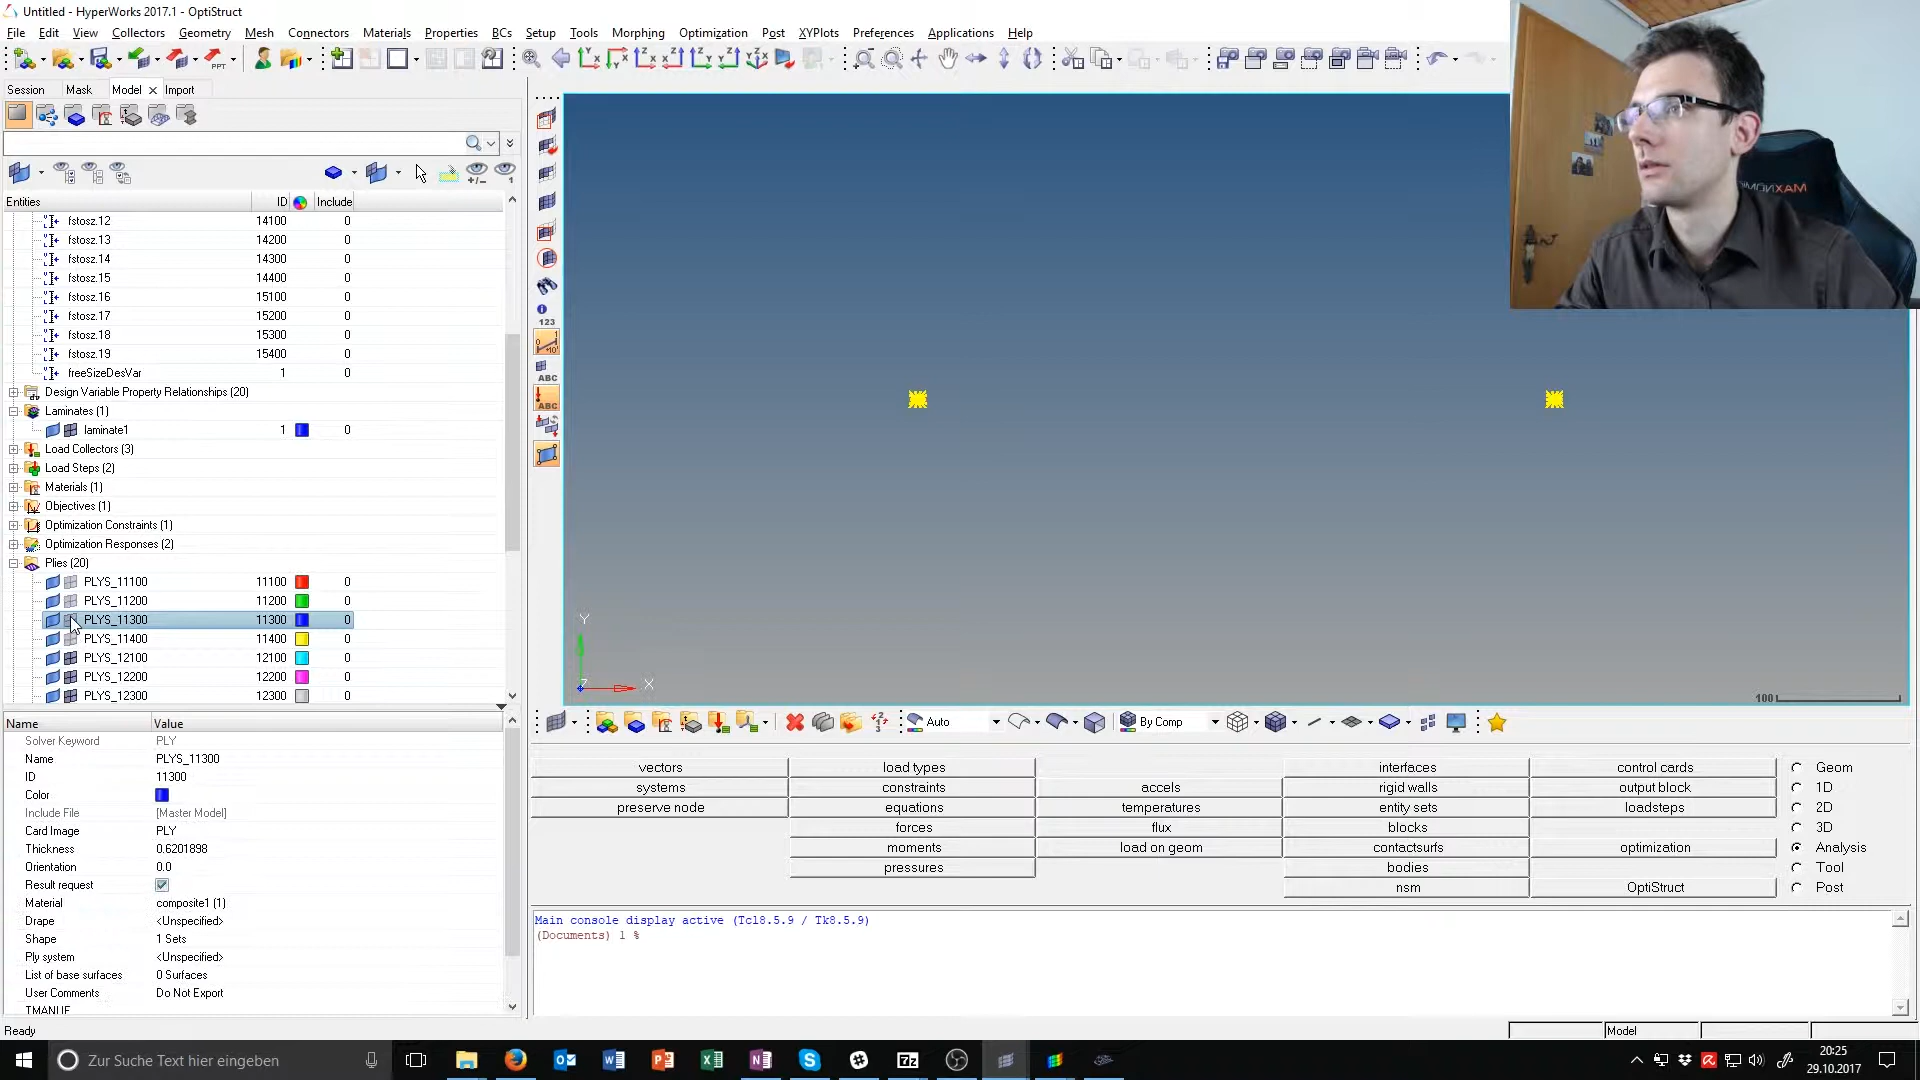 Untitled - HyperWorks 2017.1 - OptiStruct
File Edit View Collectors Geometry Mesh Connectors Materials Properties BCs Setup Tools Morphing Optimization Post XYPlots Preferences Applications Help
Session Mask Model Import
Entities ID Include
fstosz.12 14100 0
fstosz.13 14200 0
fstosz.14 14300 0
fstosz.15 14400 0
fstosz.16 15100 0
fstosz.17 15200 0
fstosz.18 15300 0
fstosz.19 15400 0
freeSizeDesVar 1 0
Design Variable Property Relationships (20)
Laminates (1)
laminate1 1 0
Load Collectors (3)
Load Steps (2)
Materials (1)
Objectives (1)
Optimization Constraints (1)
Optimization Responses (2)
Plies (20)
PLYS_11100 11100 0
PLYS_11200 11200 0
PLYS_11300 11300 0
PLYS_11400 11400 0
PLYS_12100 12100 0
PLYS_12200 12200 0
PLYS_12300 12300 0
Name Value
Solver Keyword PLY
Name PLYS_11300
ID 11300
Color
Include File [Master Model]
Card Image PLY
Thickness 0.6201898
Orientation 0.0
Result request
Material composite1 (1)
Drape <Unspecified>
Shape 1 Sets
Ply system <Unspecified>
List of base surfaces 0 Surfaces
User Comments Do Not Export
TMANUF
Ready
123
ABC
ABC
Y
Z
X
100
Auto
By Comp
vectors load types interfaces control cards Geom
systems constraints accels rigid walls output block 1D
preserve node equations temperatures entity sets loadsteps 2D
forces flux blocks 3D
moments load on geom contactsurfs optimization Analysis
pressures bodies Tool
nsm OptiStruct Post
Main console display active (Tcl8.5.9 / Tk8.5.9)
(Documents) 1 %
Model
Zur Suche Text hier eingeben
20:25
29.10.2017
MAXNOMIC